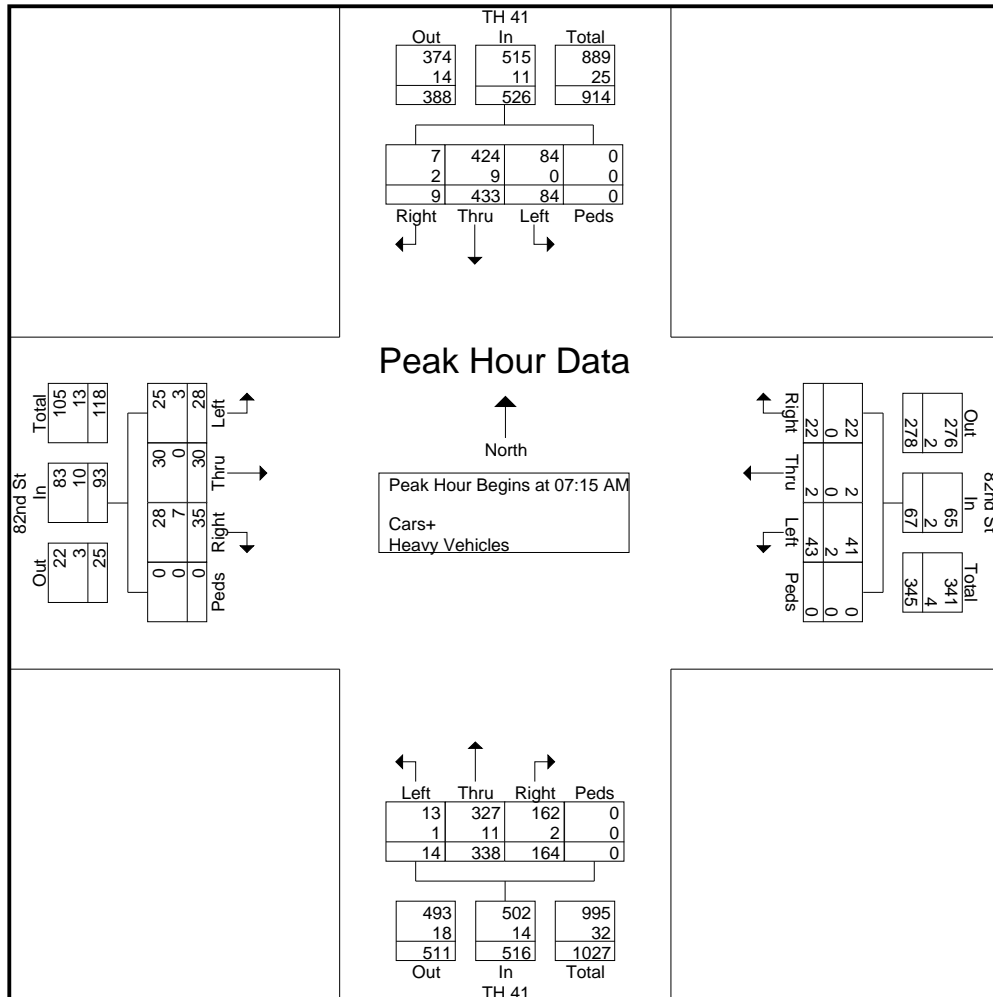 TH 41
Out In Total
374 515 889
14 11 25
388 526 914
7 424 84 0
2 9 0 0
9 433 84 0
Right Thru Left Peds
Peak Hour Data
North
Peak Hour Begins at 07:15 AM
Cars+
Heavy Vehicles
82nd St
Out In Total
22 83 105
3 10 13
25 93 118
Peds Right Thru Left
0 28 30 25
0 7 0 3
0 35 30 28
82nd St
Out In Total
276 65 341
2 2 4
278 67 345
22 2 41 0
0 0 2 0
22 2 43 0
Right Thru Left Peds
Left Thru Right Peds
13 327 162 0
1 11 2 0
14 338 164 0
493 502 995
18 14 32
511 516 1027
Out In Total
TH 41